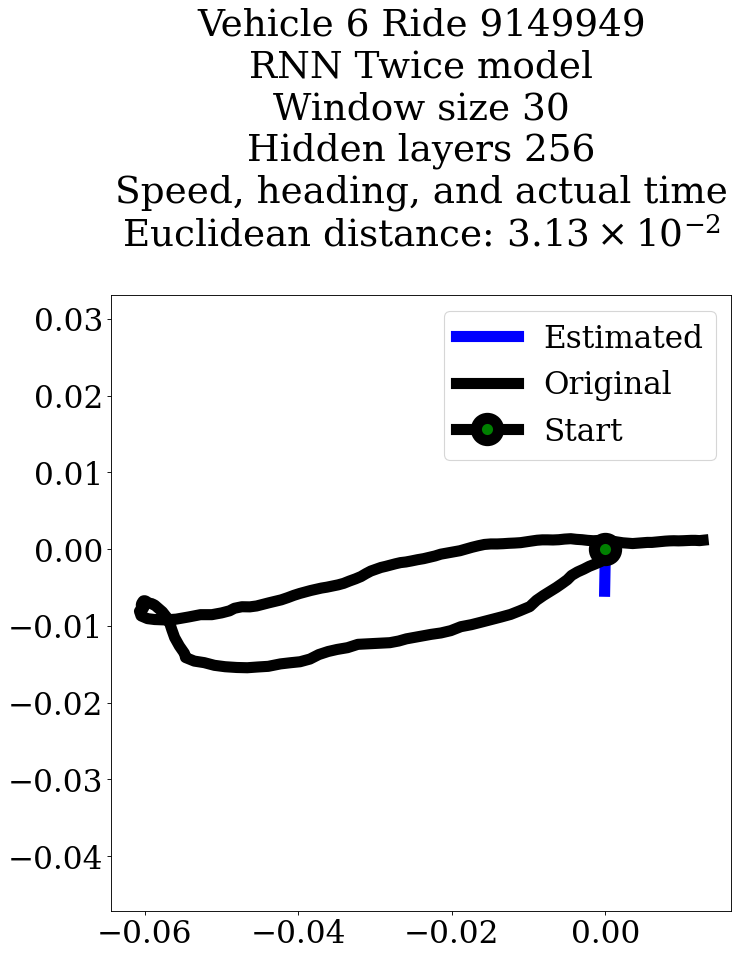 Vehicle 6 Ride 9149949
RNN Twice model
Window size 30
Hidden layers 256
Speed, heading, and actual time
Euclidean distance: 3.13 × 10⁻²
0.03
0.02
0.01
0.00
−0.01
−0.02
−0.03
−0.04
Estimated
Original
Start
−0.06 −0.04 −0.02 0.00